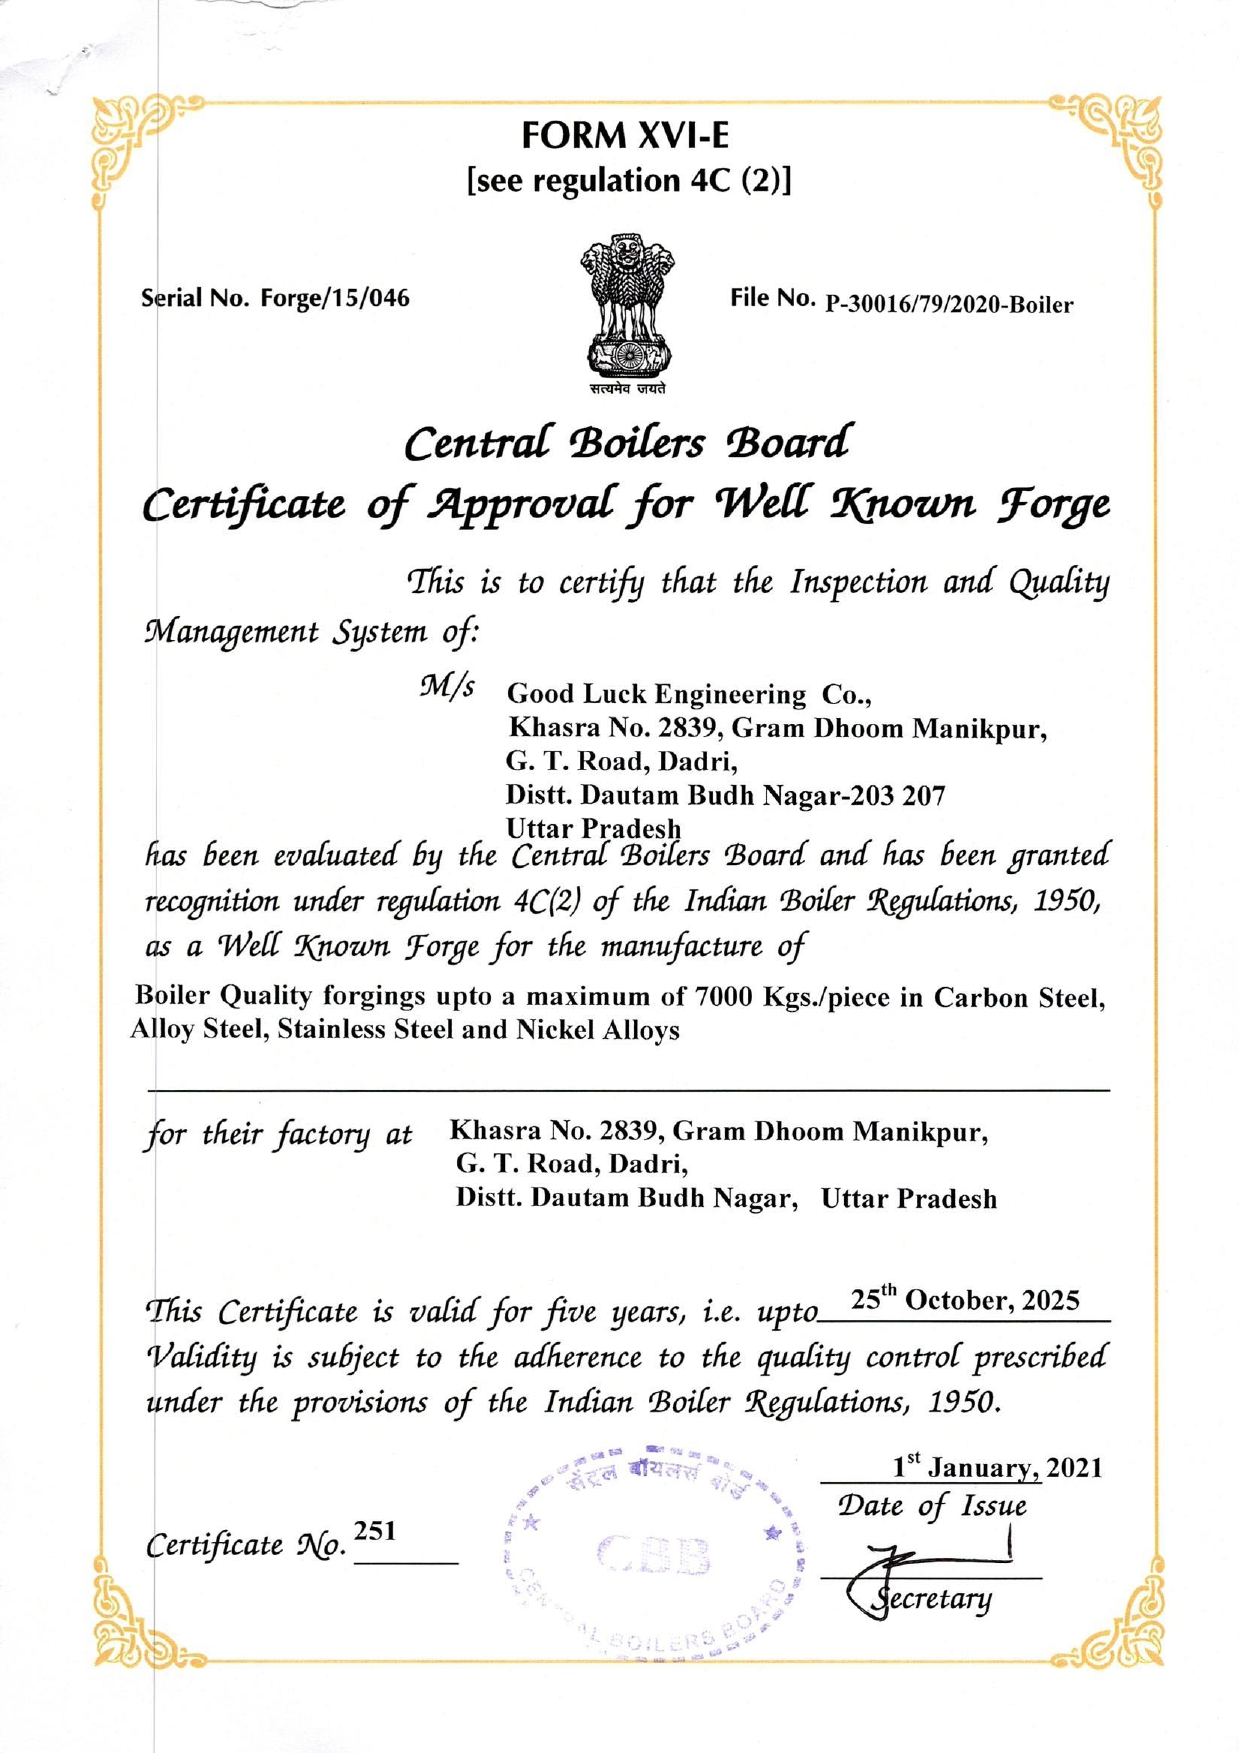 FORM XVI-E
[see regulation 4C (2)]
Serial No. Forge/15/046
File No. P-30016/79/2020-Boiler
सत्यमेव जयते
Central Boilers Board
Certificate of Approval for Well Known Forge
This is to certify that the Inspection and Quality
Management System of:
M/s Good Luck Engineering Co.,
Khasra No. 2839, Gram Dhoom Manikpur,
G. T. Road, Dadri,
Distt. Dautam Budh Nagar-203 207
Uttar Pradesh
has been evaluated by the Central Boilers Board and has been granted
recognition under regulation 4C(2) of the Indian Boiler Regulations, 1950,
as a Well Known Forge for the manufacture of
Boiler Quality forgings upto a maximum of 7000 Kgs./piece in Carbon Steel,
Alloy Steel, Stainless Steel and Nickel Alloys
for their factory at Khasra No. 2839, Gram Dhoom Manikpur,
G. T. Road, Dadri,
Distt. Dautam Budh Nagar, Uttar Pradesh
This Certificate is valid for five years, i.e. upto 25th October, 2025
Validity is subject to the adherence to the quality control prescribed
under the provisions of the Indian Boiler Regulations, 1950.
1st January, 2021
Date of Issue
Certificate No. 251
Secretary
सेंट्रल बॉयलर्स बोर्ड
CBB
CENTRAL BOILERS BOARD